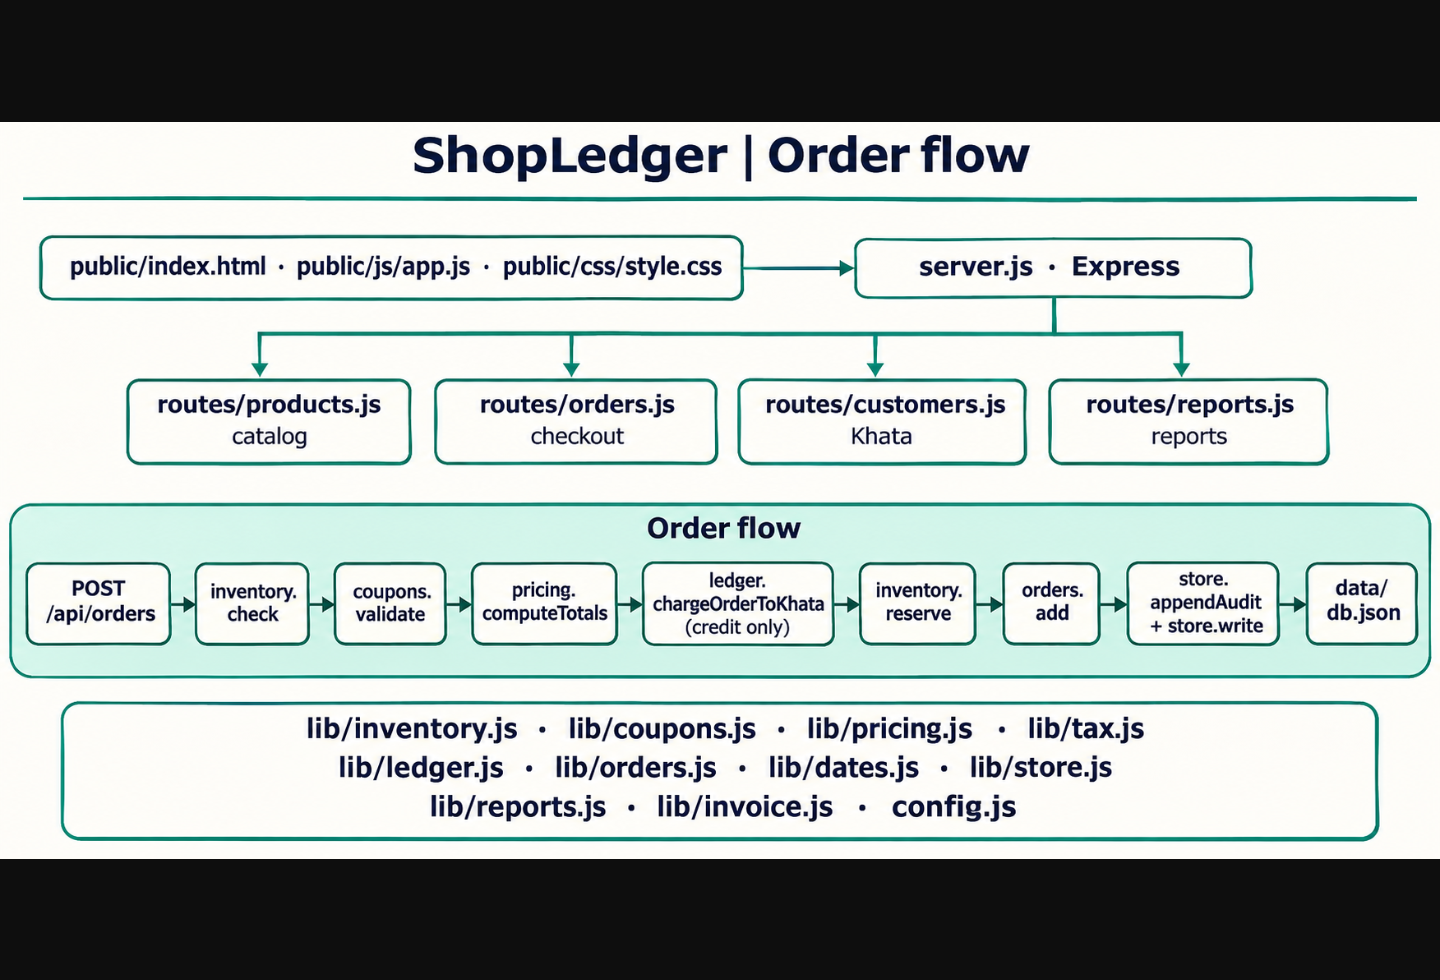 ShopLedger | Order flow
public/index.html · public/js/app.js · public/css/style.css
server.js · Express
routes/products.js
catalog
routes/orders.js
checkout
routes/customers.js
Khata
routes/reports.js
reports
Order flow
POST
/api/orders
inventory.
check
coupons.
validate
pricing.
computeTotals
ledger.
chargeOrderToKhata
(credit only)
inventory.
reserve
orders.
add
store.
appendAudit
+ store.write
data/
db.json
lib/inventory.js · lib/coupons.js · lib/pricing.js · lib/tax.js
lib/ledger.js · lib/orders.js · lib/dates.js · lib/store.js
lib/reports.js · lib/invoice.js · config.js